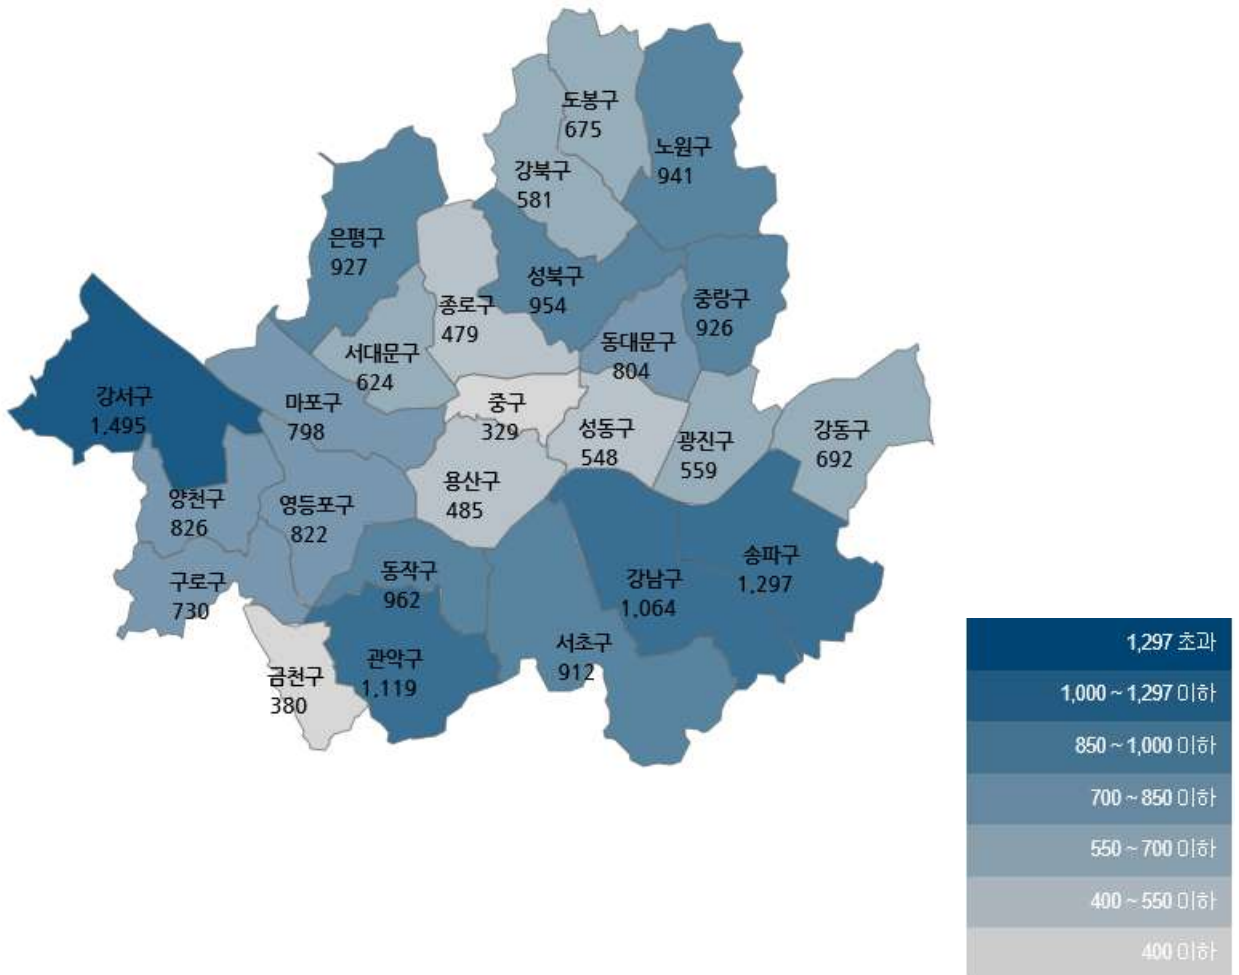 도봉구
675
노원구
941
강북구
581
은평구
927
성북구
954
중랑구
926
종로구
479
동대문구
804
서대문구
624
강서구
1,495
마포구
798
중구
329
성동구
548
광진구
559
강동구
692
용산구
485
양천구
826
영등포구
822
송파구
1,297
동작구
962
강남구
1,064
구로구
730
서초구
912
관악구
1,119
금천구
380
1,297 초과
1,000 ~ 1,297 이하
850 ~ 1,000 이하
700 ~ 850 이하
550 ~ 700 이하
400 ~ 550 이하
400 이하